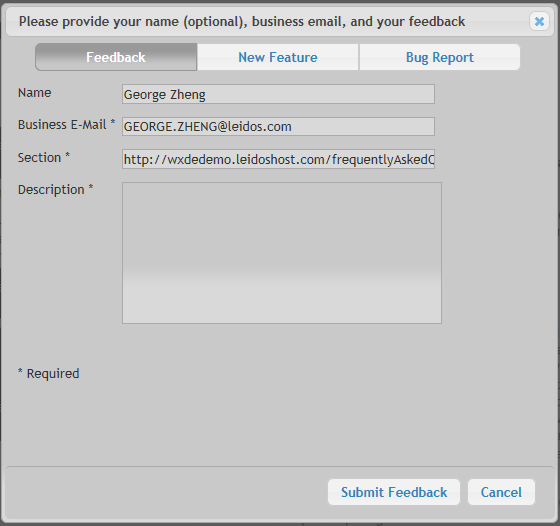 Please provide your name (optional), business email, and your feedback
Feedback New Feature Bug Report
Name George Zheng
Business E-Mail * GEORGE.ZHENG@leidos.com
Section * http://wxdedemo.leidoshost.com/frequentlyAskedQ
Description *
* Required
Submit Feedback Cancel